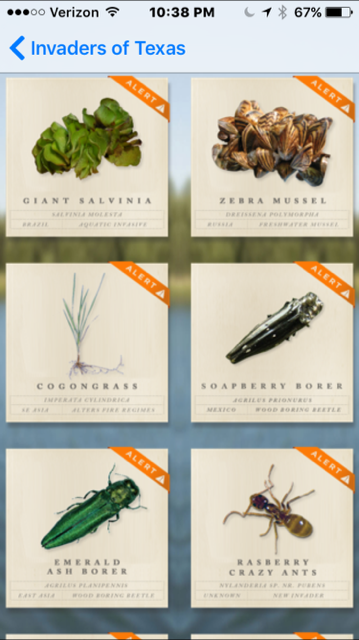 Verizon 10:38 PM 67%
Invaders of Texas
ALERT ALERT
GIANT SALVINIA
SALVINIA MOLESTA
BRAZIL AQUATIC INVASIVE
ZEBRA MUSSEL
DREISSENA POLYMORPHA
RUSSIA FRESHWATER MUSSEL
ALERT ALERT
COGONGRASS
IMPERATA CYLINDRICA
SE ASIA ALTERS FIRE REGIMES
SOAPBERRY BORER
AGRILUS PRIONURUS
MEXICO WOOD BORING BEETLE
ALERT ALERT
EMERALD
ASH BORER
AGRILUS PLANIPENNIS
EAST ASIA WOOD BORING BEETLE
RASBERRY
CRAZY ANTS
NYLANDERIA SP. NR. PUBENS
UNKNOWN NEW INVADER